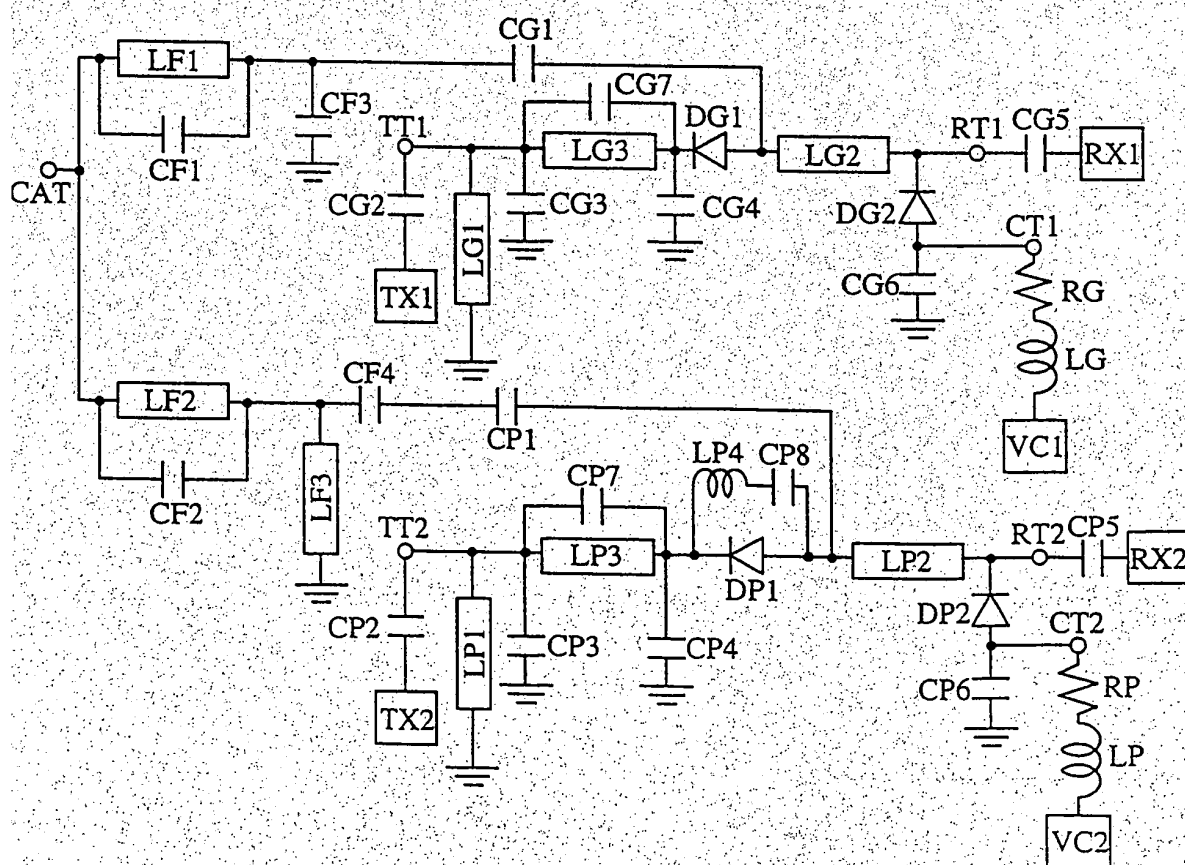 CG1
LF1
CG7
CF3
DG1
TT1
RT1
CG5
CF1
LG3
LG2
RX1
CAT
CG2
CG3
CG4
DG2
CT1
LG1
TX1
CG6
RG
LG
CF4
LF2
CP1
VC1
LP4
CP8
CP7
CF2
LF3
TT2
RT2
CP5
LP3
LP2
RX2
DP1
DP2
CP2
CT2
LP1
CP3
CP4
CP6
RP
TX2
LP
VC2